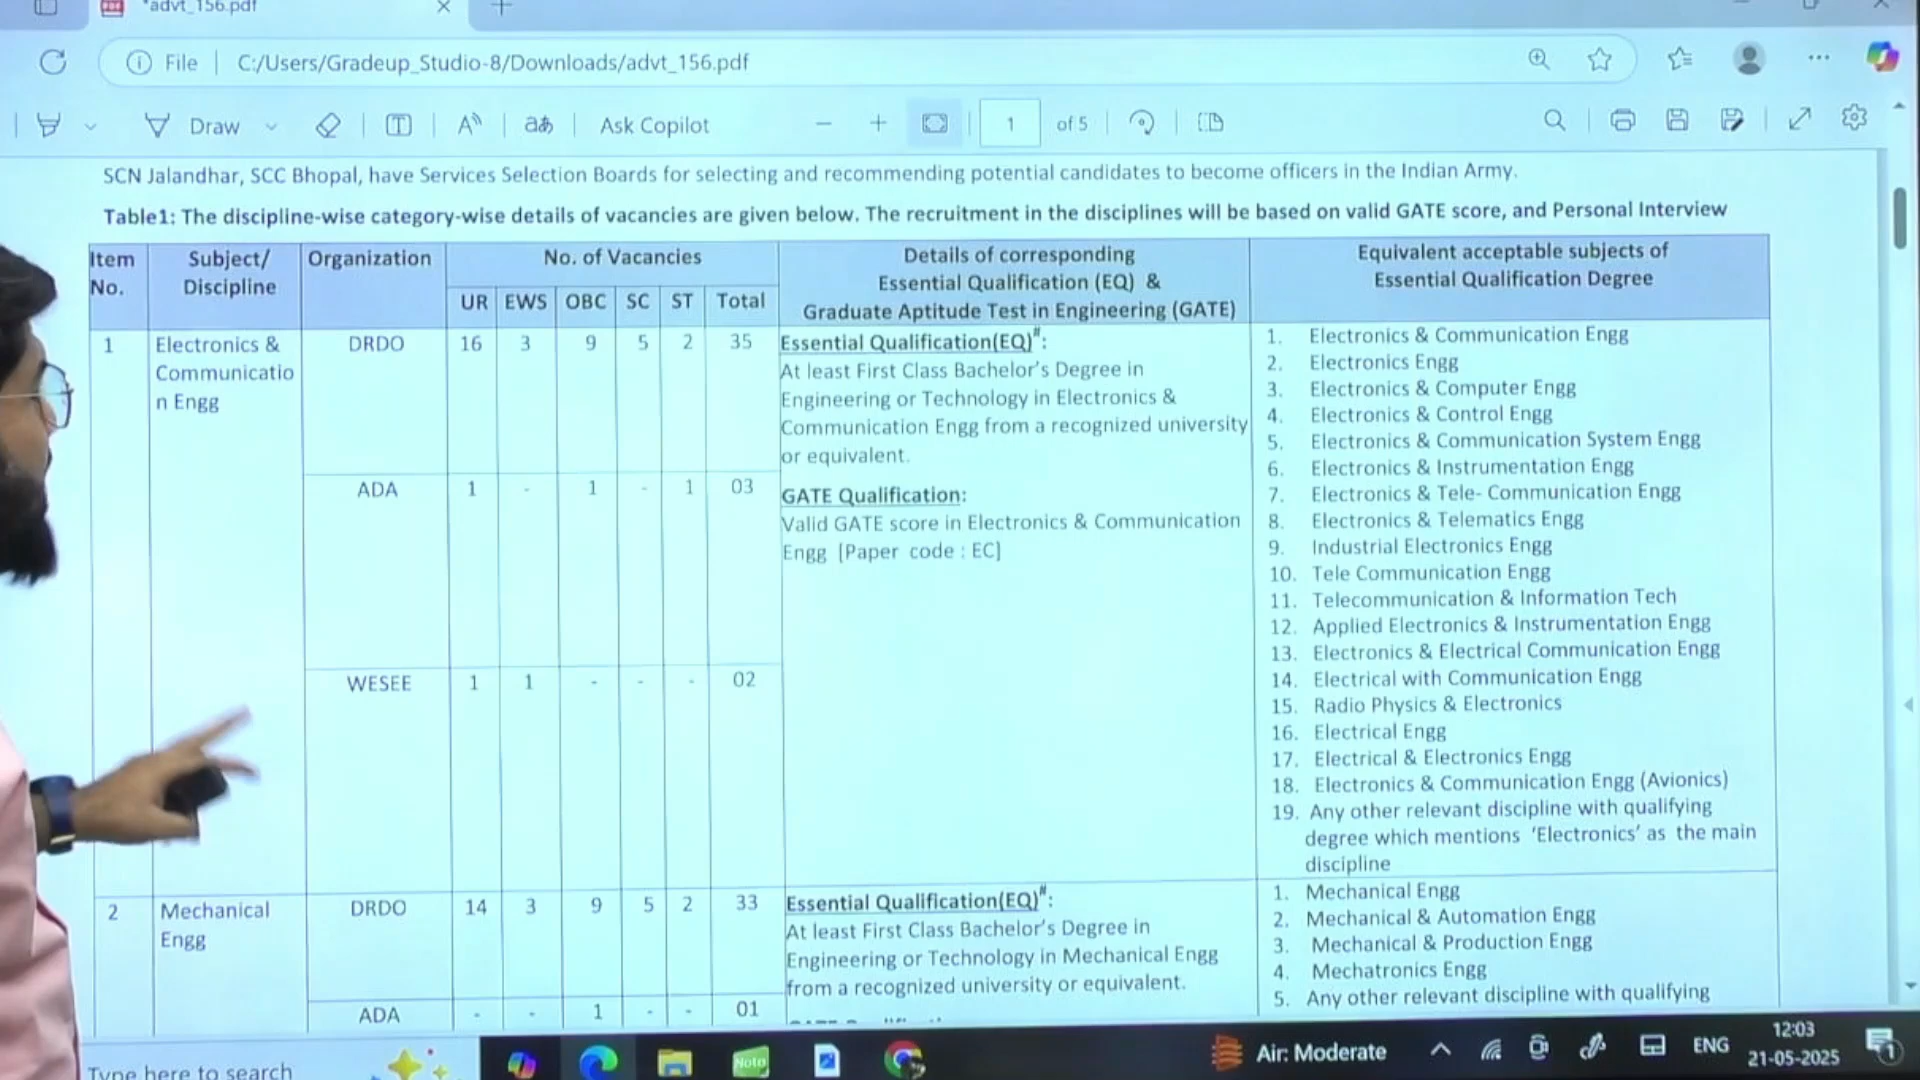 *advt_156.pdf
File
C:/Users/Gradeup_Studio-8/Downloads/advt_156.pdf
Draw
Ask Copilot
1 of 5
SCN Jalandhar, SCC Bhopal, have Services Selection Boards for selecting and recommending potential candidates to become officers in the Indian Army.
Table1: The discipline-wise category-wise details of vacancies are given below. The recruitment in the disciplines will be based on valid GATE score, and Personal Interview
Item No.
Subject/ Discipline
Organization
No. of Vacancies
UR EWS OBC SC ST Total
Details of corresponding
Essential Qualification (EQ) &
Graduate Aptitude Test in Engineering (GATE)
Equivalent acceptable subjects of
Essential Qualification Degree
1
Electronics &
Communicatio
n Engg
DRDO 16 3 9 5 2 35
ADA 1 - 1 - 1 03
WESEE 1 1 - - - 02
Essential Qualification(EQ)#:
At least First Class Bachelor's Degree in
Engineering or Technology in Electronics &
Communication Engg from a recognized university
or equivalent.
GATE Qualification:
Valid GATE score in Electronics & Communication
Engg [Paper code : EC]
1. Electronics & Communication Engg
2. Electronics Engg
3. Electronics & Computer Engg
4. Electronics & Control Engg
5. Electronics & Communication System Engg
6. Electronics & Instrumentation Engg
7. Electronics & Tele- Communication Engg
8. Electronics & Telematics Engg
9. Industrial Electronics Engg
10. Tele Communication Engg
11. Telecommunication & Information Tech
12. Applied Electronics & Instrumentation Engg
13. Electronics & Electrical Communication Engg
14. Electrical with Communication Engg
15. Radio Physics & Electronics
16. Electrical Engg
17. Electrical & Electronics Engg
18. Electronics & Communication Engg (Avionics)
19. Any other relevant discipline with qualifying
degree which mentions 'Electronics' as the main
discipline
2
Mechanical
Engg
DRDO 14 3 9 5 2 33
ADA - - 1 - - 01
Essential Qualification(EQ)#:
At least First Class Bachelor's Degree in
Engineering or Technology in Mechanical Engg
from a recognized university or equivalent.
1. Mechanical Engg
2. Mechanical & Automation Engg
3. Mechanical & Production Engg
4. Mechatronics Engg
5. Any other relevant discipline with qualifying
Type here to search
Noto
Air: Moderate
ENG
12:03
21-05-2025
1